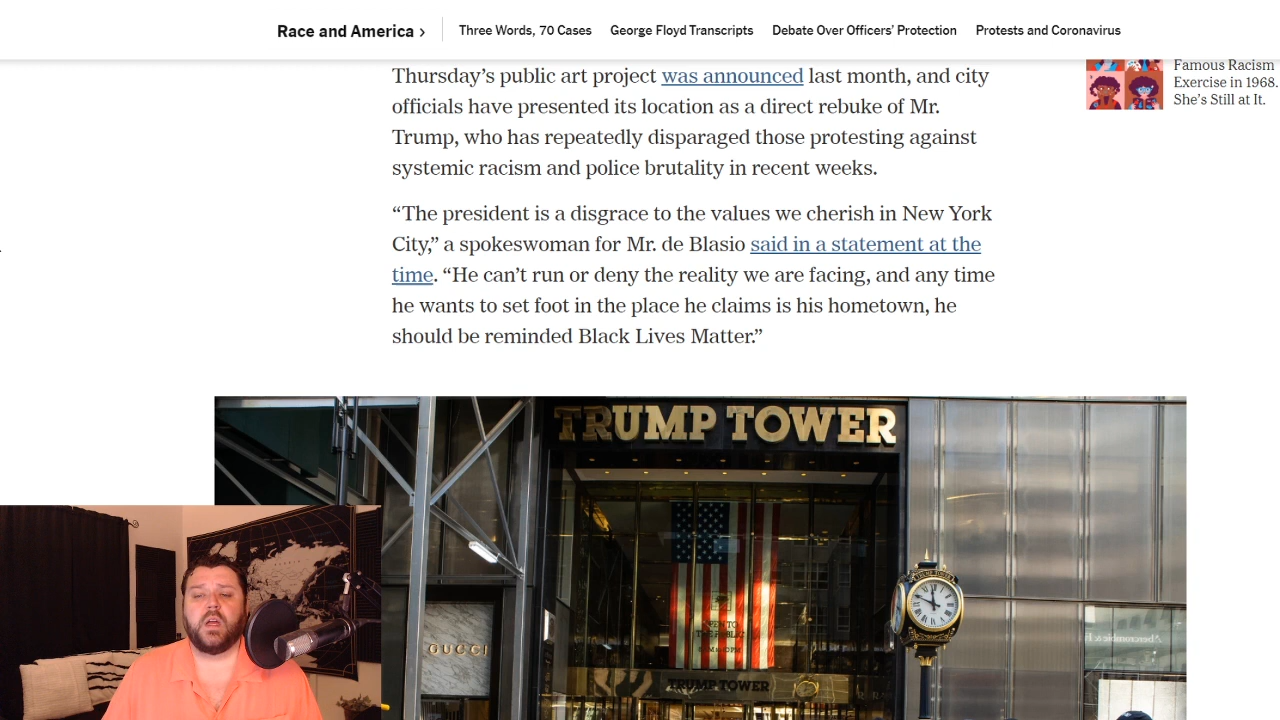 Race and America ›
Three Words, 70 Cases
George Floyd Transcripts
Debate Over Officers’ Protection
Protests and Coronavirus
Thursday’s public art project was announced last month, and city
officials have presented its location as a direct rebuke of Mr.
Trump, who has repeatedly disparaged those protesting against
systemic racism and police brutality in recent weeks.
Famous Racism
Exercise in 1968.
She’s Still at It.
“The president is a disgrace to the values we cherish in New York
City,” a spokeswoman for Mr. de Blasio said in a statement at the
time. “He can’t run or deny the reality we are facing, and any time
he wants to set foot in the place he claims is his hometown, he
should be reminded Black Lives Matter.”
TRUMP TOWER
OPEN TO
THE PUBLIC
TRUMP TOWER
GUCCI
TRUMP TOWER